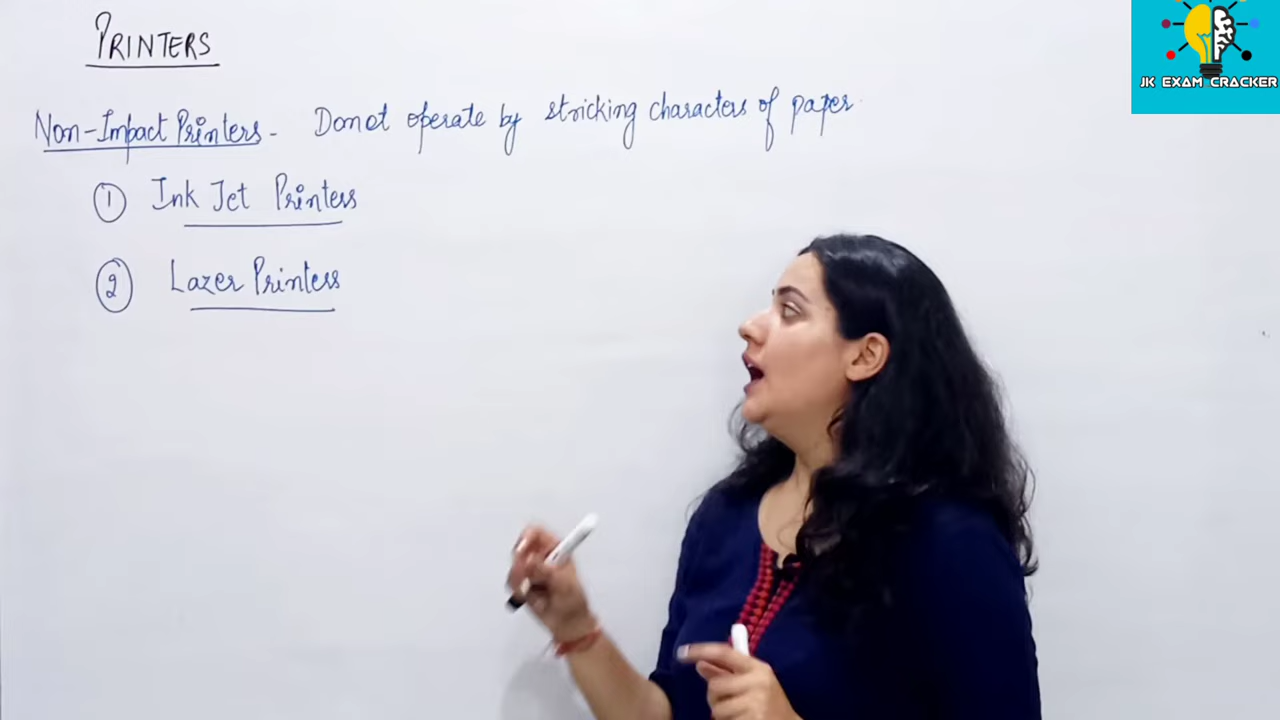 PRINTERS
JK EXAM CRACKER
Non-Impact Printers - Donot operate by stricking characters of paper.
① Ink Jet Printers
② Lazer Printers